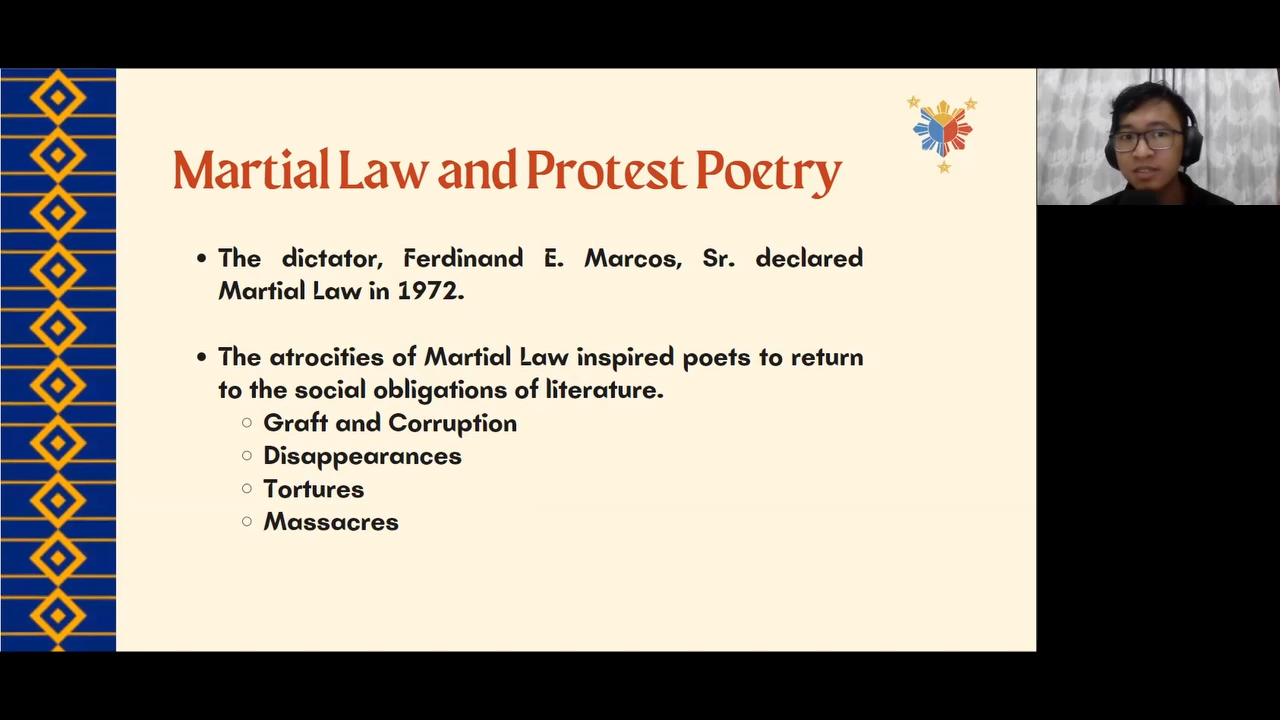 Martial Law and Protest Poetry
• The dictator, Ferdinand E. Marcos, Sr. declared
Martial Law in 1972.
• The atrocities of Martial Law inspired poets to return
to the social obligations of literature.
○ Graft and Corruption
○ Disappearances
○ Tortures
○ Massacres